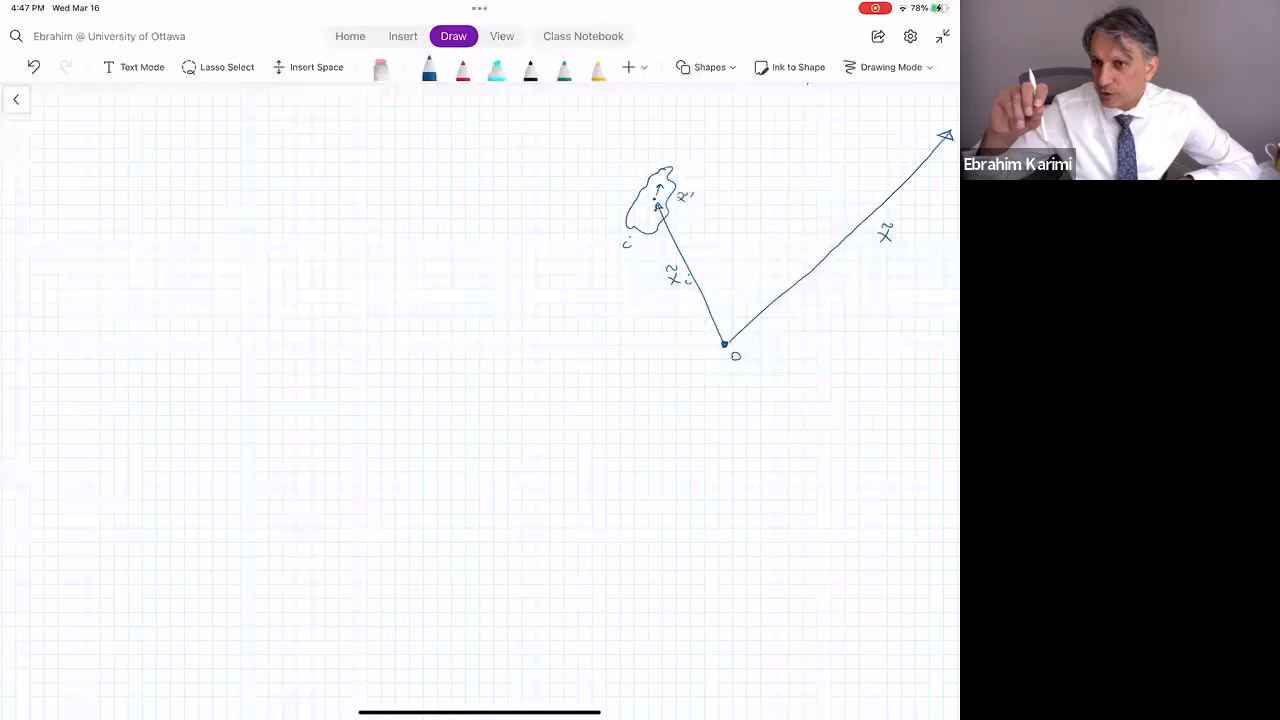 4:47 PM Wed Mar 16
78%
Ebrahim @ University of Ottawa
Home Insert Draw View Class Notebook
Text Mode Lasso Select Insert Space Shapes Ink to Shape Drawing Mode
Ebrahim Karimi
x'
i
x̃
x̃ i
O